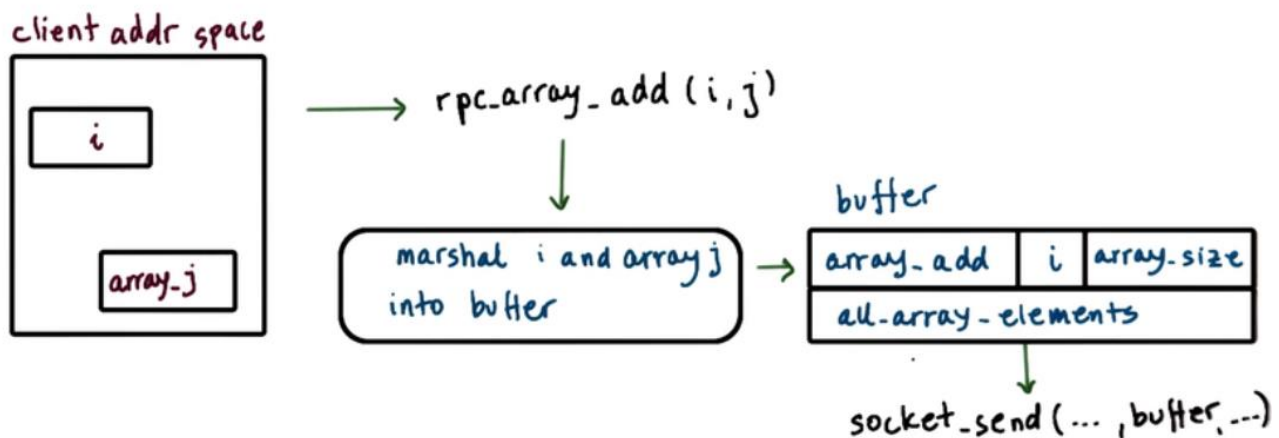 client addr space
i
array_j
rpc_array_add (i, j)
marshal i and array j
into buffer
buffer
array_add i array_size
all_array_elements
socket_send (... , buffer, ...)